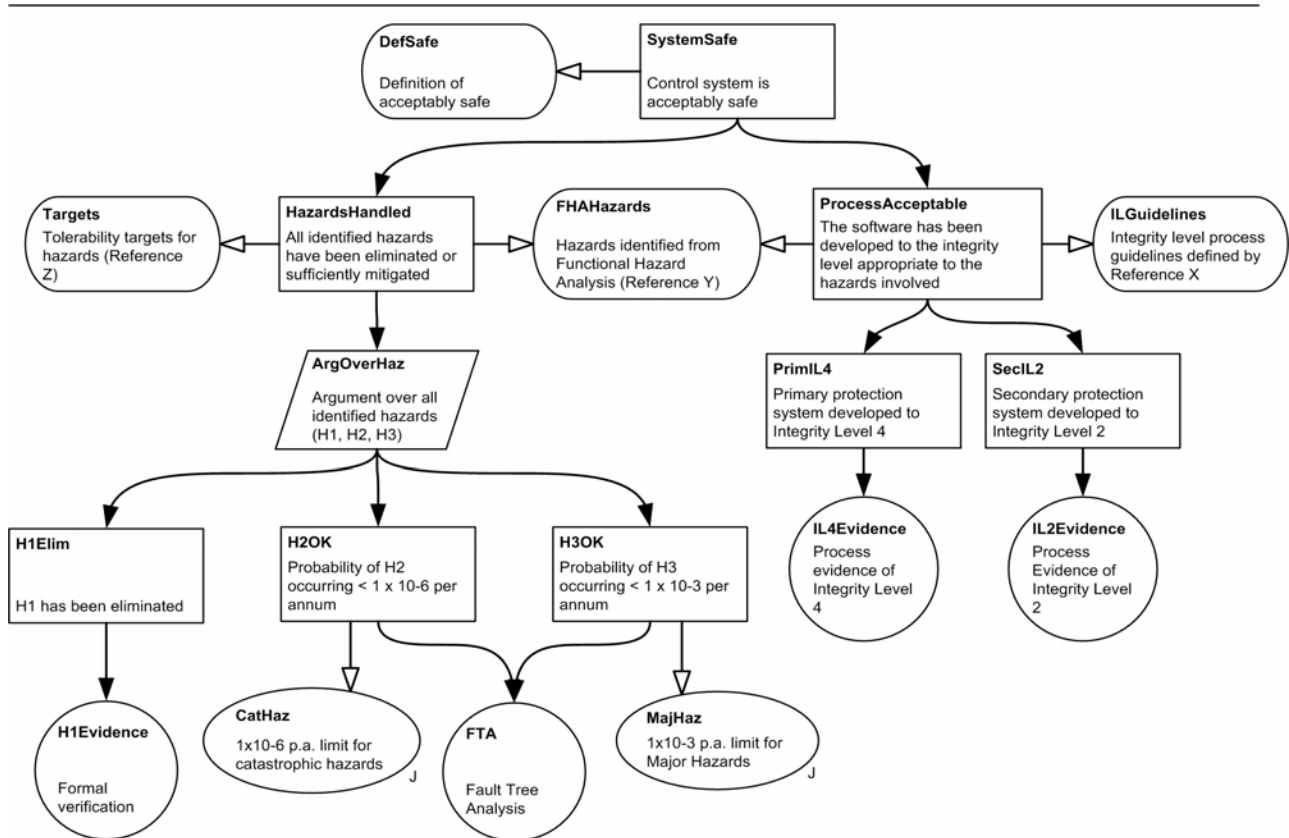 DefSafe
Definition of
acceptably safe
SystemSafe
Control system is
acceptably safe
Targets
Tolerability targets for
hazards (Reference
Z)
HazardsHandled
All identified hazards
have been eliminated or
sufficiently mitigated
FHAHazards
Hazards identified from
Functional Hazard
Analysis (Reference Y)
ProcessAcceptable
The software has been
developed to the integrity
level appropriate to the
hazards involved
ILGuidelines
Integrity level process
guidelines defined by
Reference X
ArgOverHaz
Argument over all
identified hazards
(H1, H2, H3)
PrimIL4
Primary protection
system developed to
Integrity Level 4
SecIL2
Secondary protection
system developed to
Integrity Level 2
H1Elim
H1 has been eliminated
H2OK
Probability of H2
occurring < 1 x 10-6 per
annum
H3OK
Probability of H3
occurring < 1 x 10-3 per
annum
IL4Evidence
Process
evidence of
Integrity Level
4
IL2Evidence
Process
Evidence of
Integrity Level
2
H1Evidence
Formal
verification
CatHaz
1x10-6 p.a. limit for
catastrophic hazards
J
FTA
Fault Tree
Analysis
MajHaz
1x10-3 p.a. limit for
Major Hazards
J